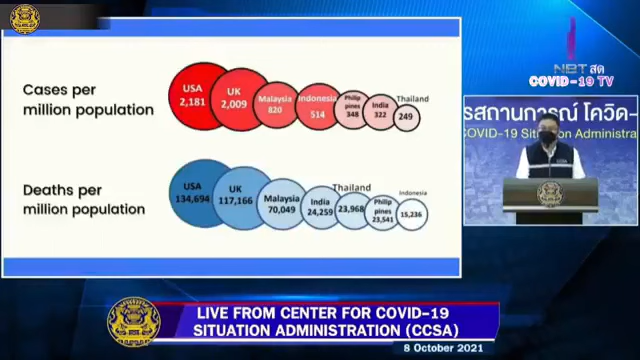 NBT สด
COVID-19 TV
Cases per
million population
USA
2,181
UK
2,009
Malaysia
820
Indonesia
514
Philip
pines
348
India
322
Thailand
249
Deaths per
million population
USA
134,694
UK
117,166
Malaysia
70,049
India
24,259
Thailand
23,968
Philip
pines
23,541
Indonesia
15,236
รสถานการณ์ โควิด-
COVID-19 Situation Administra
LIVE FROM CENTER FOR COVID-19
SITUATION ADMINISTRATION (CCSA)
8 October 2021